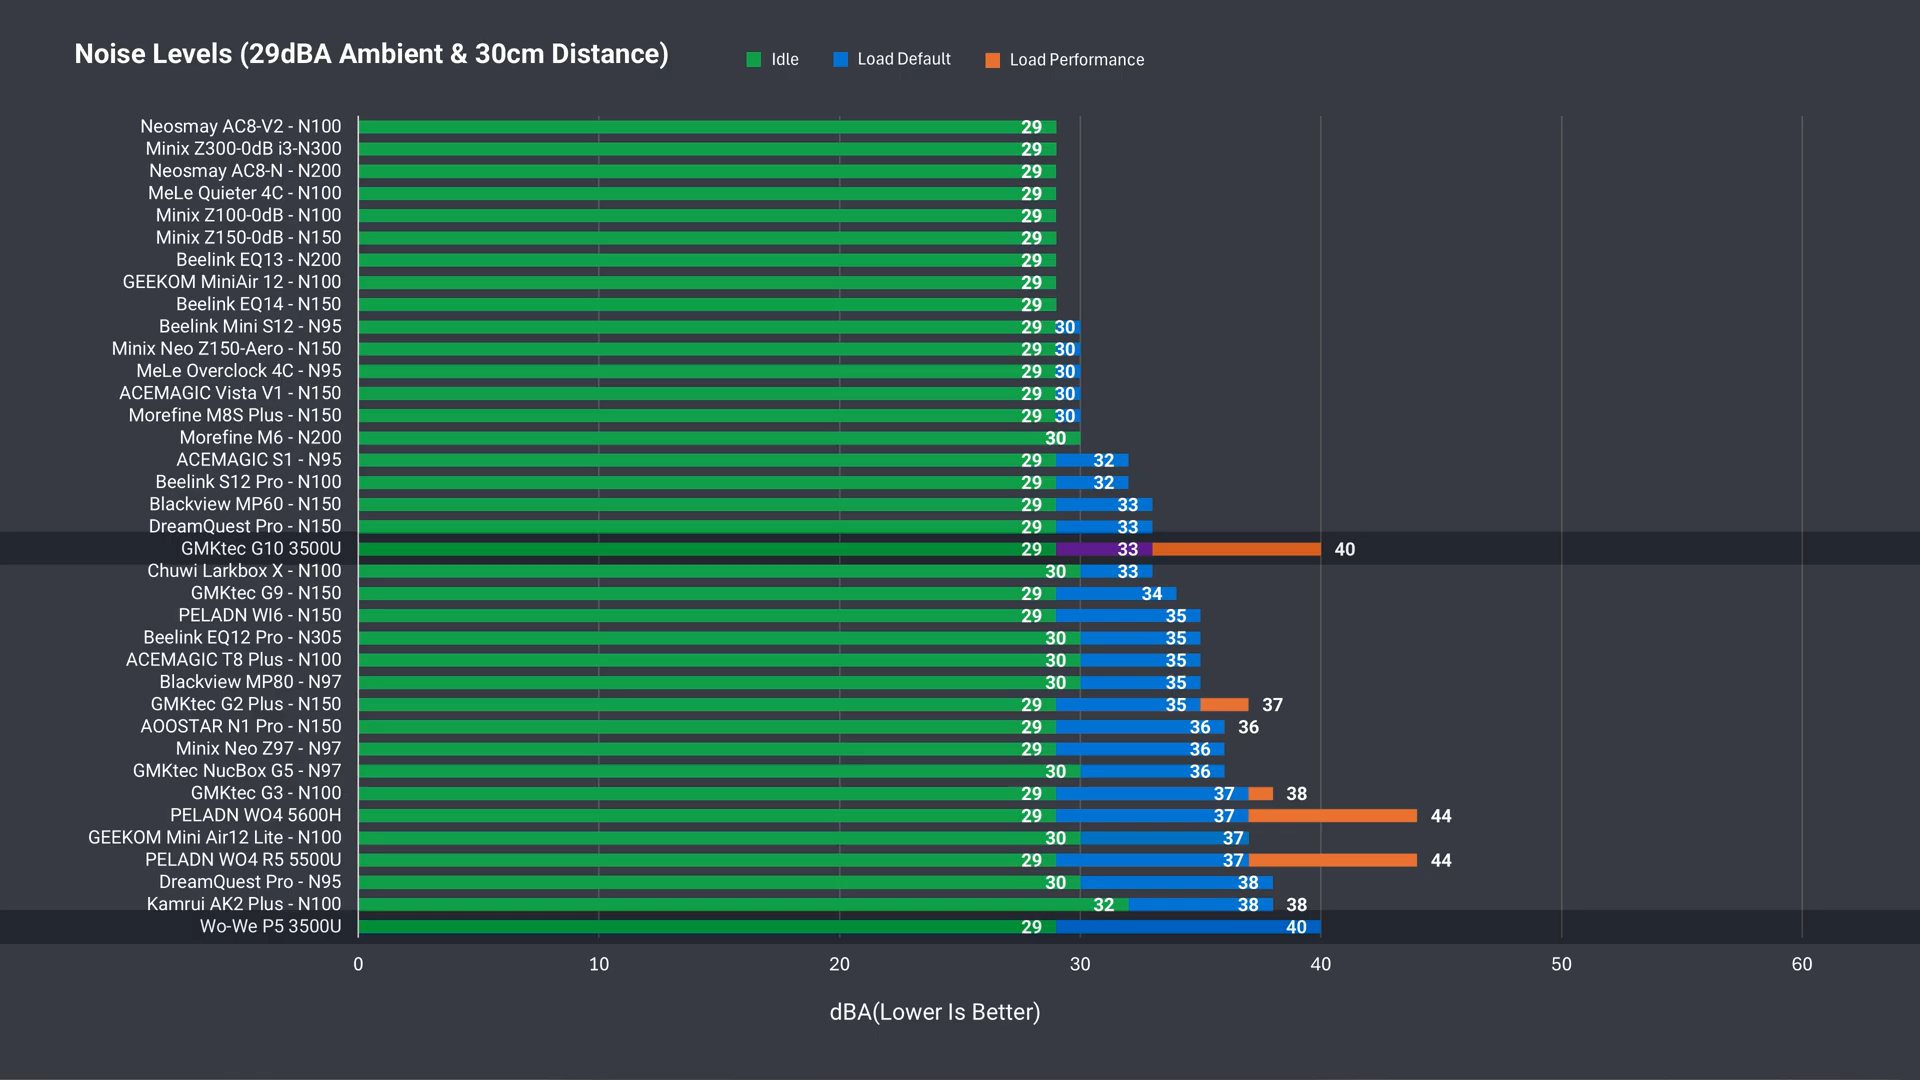 Noise Levels (29dBA Ambient & 30cm Distance)
Idle Load Default Load Performance
Neosmay AC8-V2 - N100 29
Minix Z300-0dB i3-N300 29
Neosmay AC8-N - N200 29
MeLe Quieter 4C - N100 29
Minix Z100-0dB - N100 29
Minix Z150-0dB - N150 29
Beelink EQ13 - N200 29
GEEKOM MiniAir 12 - N100 29
Beelink EQ14 - N150 29
Beelink Mini S12 - N95 29 30
Minix Neo Z150-Aero - N150 29 30
MeLe Overclock 4C - N95 29 30
ACEMAGIC Vista V1 - N150 29 30
Morefine M8S Plus - N150 29 30
Morefine M6 - N200 30
ACEMAGIC S1 - N95 29 32
Beelink S12 Pro - N100 29 32
Blackview MP60 - N150 29 33
DreamQuest Pro - N150 29 33
GMKtec G10 3500U 29 33 40
Chuwi Larkbox X - N100 30 33
GMKtec G9 - N150 29 34
PELADN WI6 - N150 29 35
Beelink EQ12 Pro - N305 30 35
ACEMAGIC T8 Plus - N100 30 35
Blackview MP80 - N97 30 35
GMKtec G2 Plus - N150 29 35 37
AOOSTAR N1 Pro - N150 29 36 36
Minix Neo Z97 - N97 29 36
GMKtec NucBox G5 - N97 30 36
GMKtec G3 - N100 29 37 38
PELADN WO4 5600H 29 37 44
GEEKOM Mini Air12 Lite - N100 30 37
PELADN WO4 R5 5500U 29 37 44
DreamQuest Pro - N95 30 38
Kamrui AK2 Plus - N100 32 38 38
Wo-We P5 3500U 29 40
0 10 20 30 40 50 60
dBA(Lower Is Better)